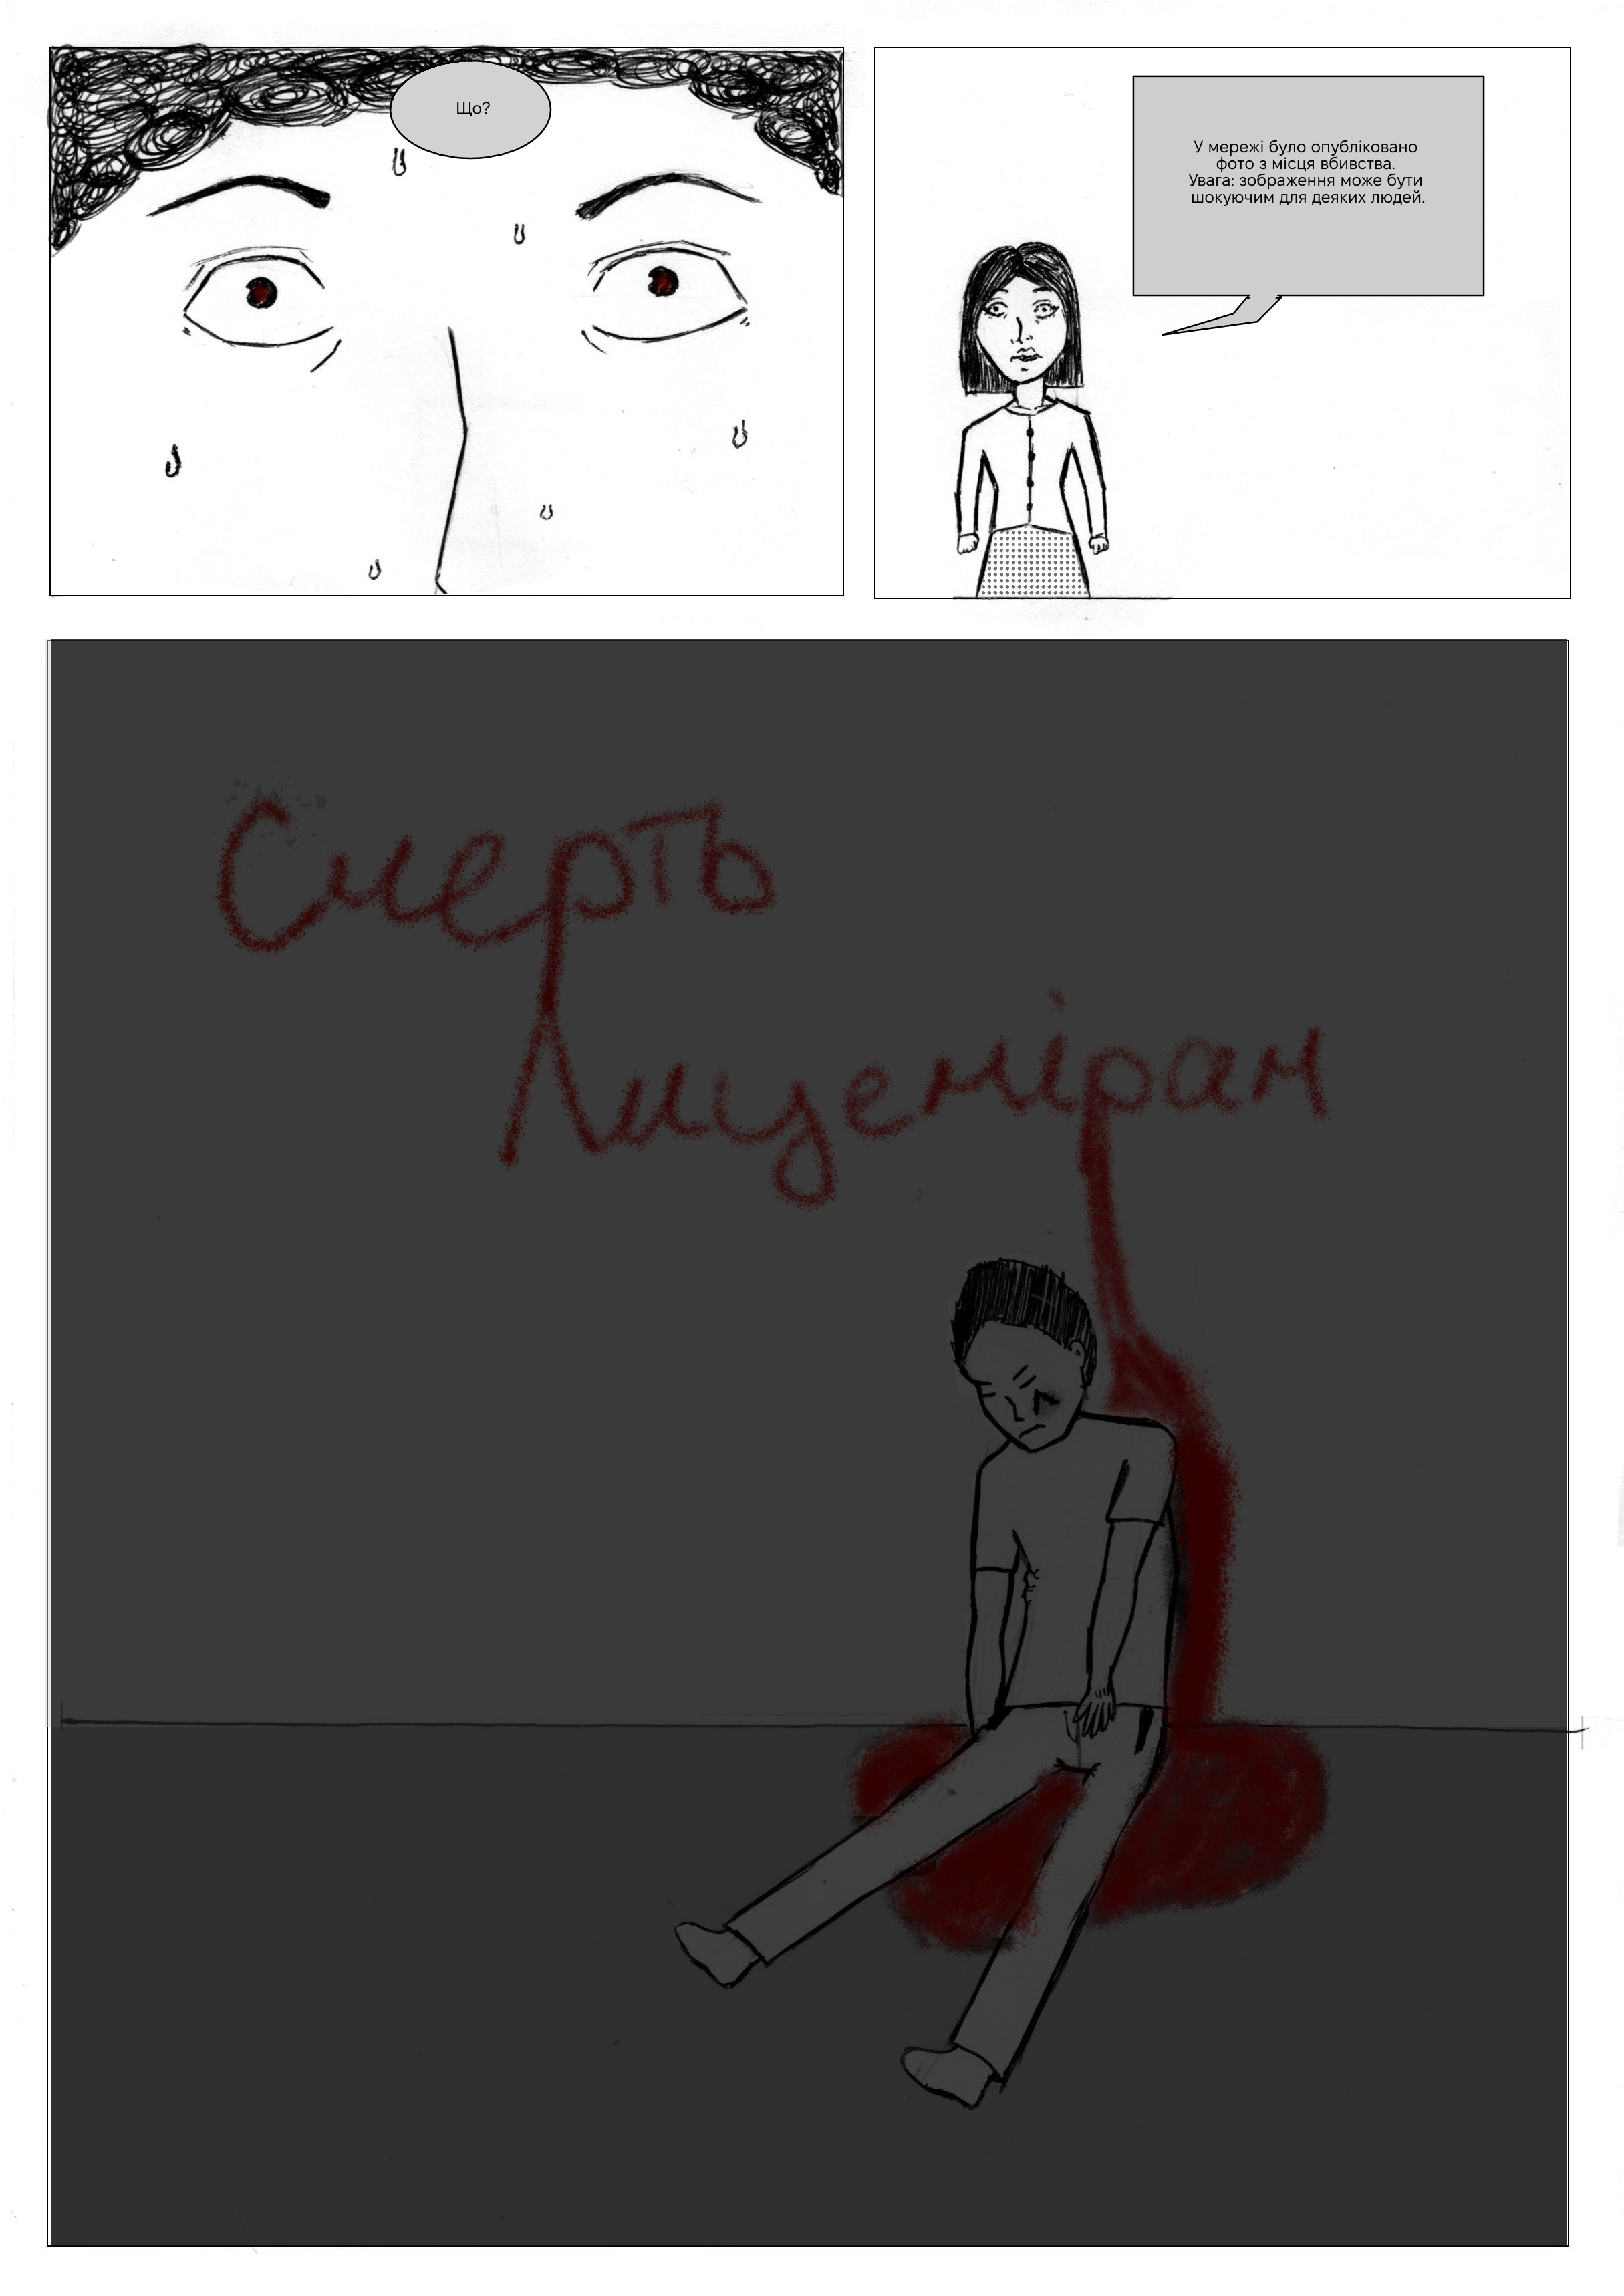 Що?
У мережі було опубліковано
фото з місця вбивства.
Увага: зображення може бути
шокуючим для деяких людей.
Смерть
Лицемірам